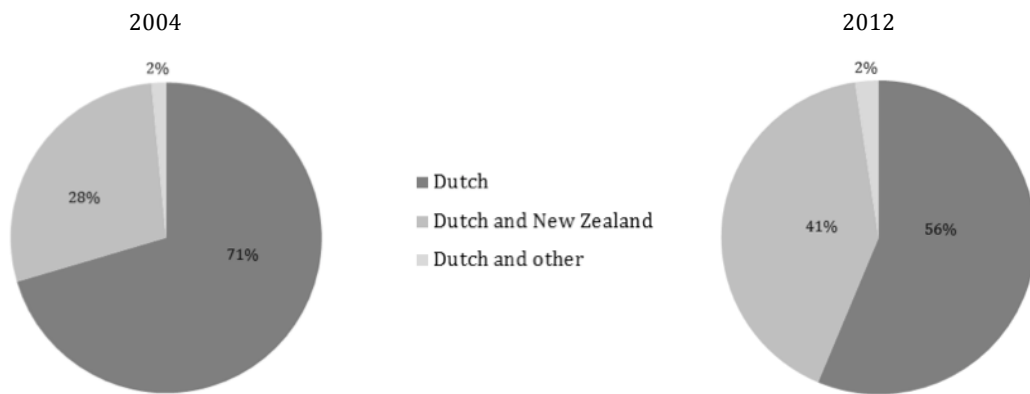 2004
2012
2%
28%
71%
Dutch
Dutch and New Zealand
Dutch and other
2%
41%
56%